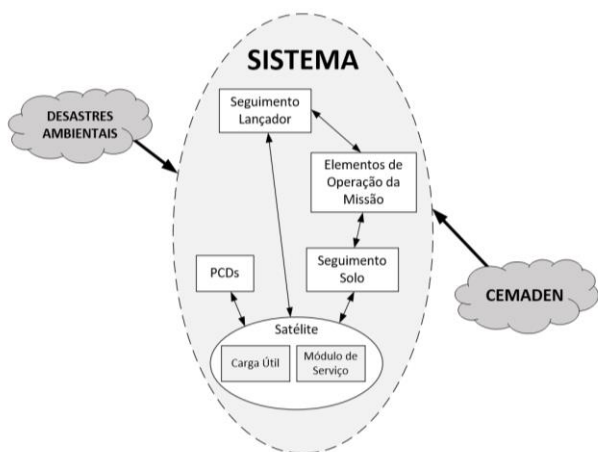 SISTEMA
DESASTRES
AMBIENTAIS
Seguimento
Lançador
Elementos de
Operação da
Missão
PCDs
Seguimento
Solo
CEMADEN
Satélite
Carga Útil
Módulo de
Serviço